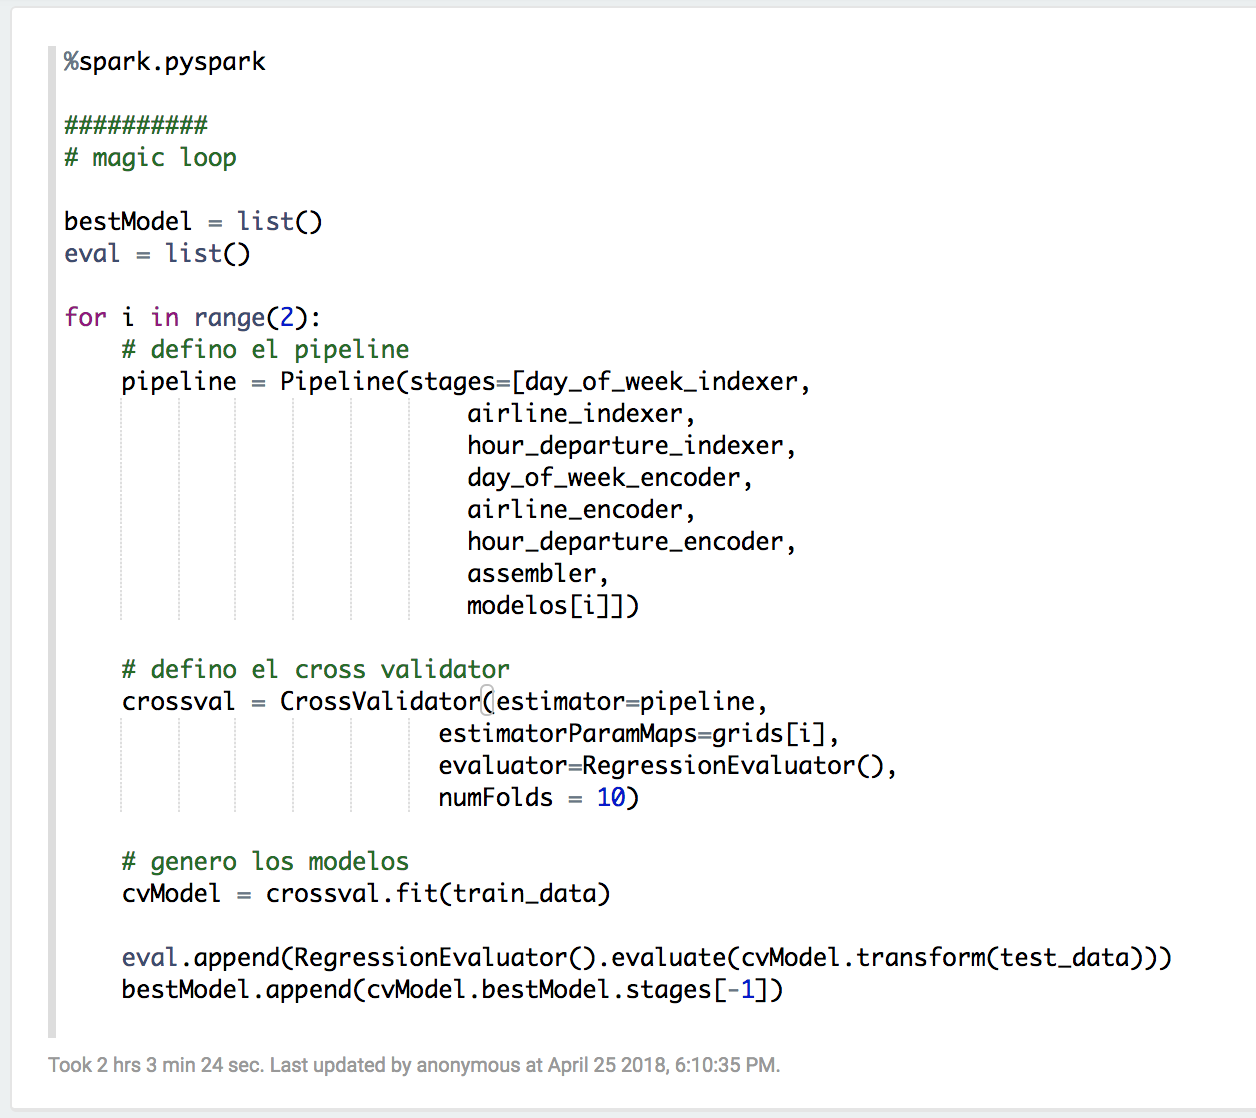 %spark.pyspark
##########
# magic loop
bestModel = list()
eval = list()
for i in range(2):
# defino el pipeline
pipeline = Pipeline(stages=[day_of_week_indexer,
airline_indexer,
hour_departure_indexer,
day_of_week_encoder,
airline_encoder,
hour_departure_encoder,
assembler,
modelos[i]])
# defino el cross validator
crossval = CrossValidator(estimator=pipeline,
estimatorParamMaps=grids[i],
evaluator=RegressionEvaluator(),
numFolds = 10)
# genero los modelos
cvModel = crossval.fit(train_data)
eval.append(RegressionEvaluator().evaluate(cvModel.transform(test_data)))
bestModel.append(cvModel.bestModel.stages[-1])
Took 2 hrs 3 min 24 sec. Last updated by anonymous at April 25 2018, 6:10:35 PM.